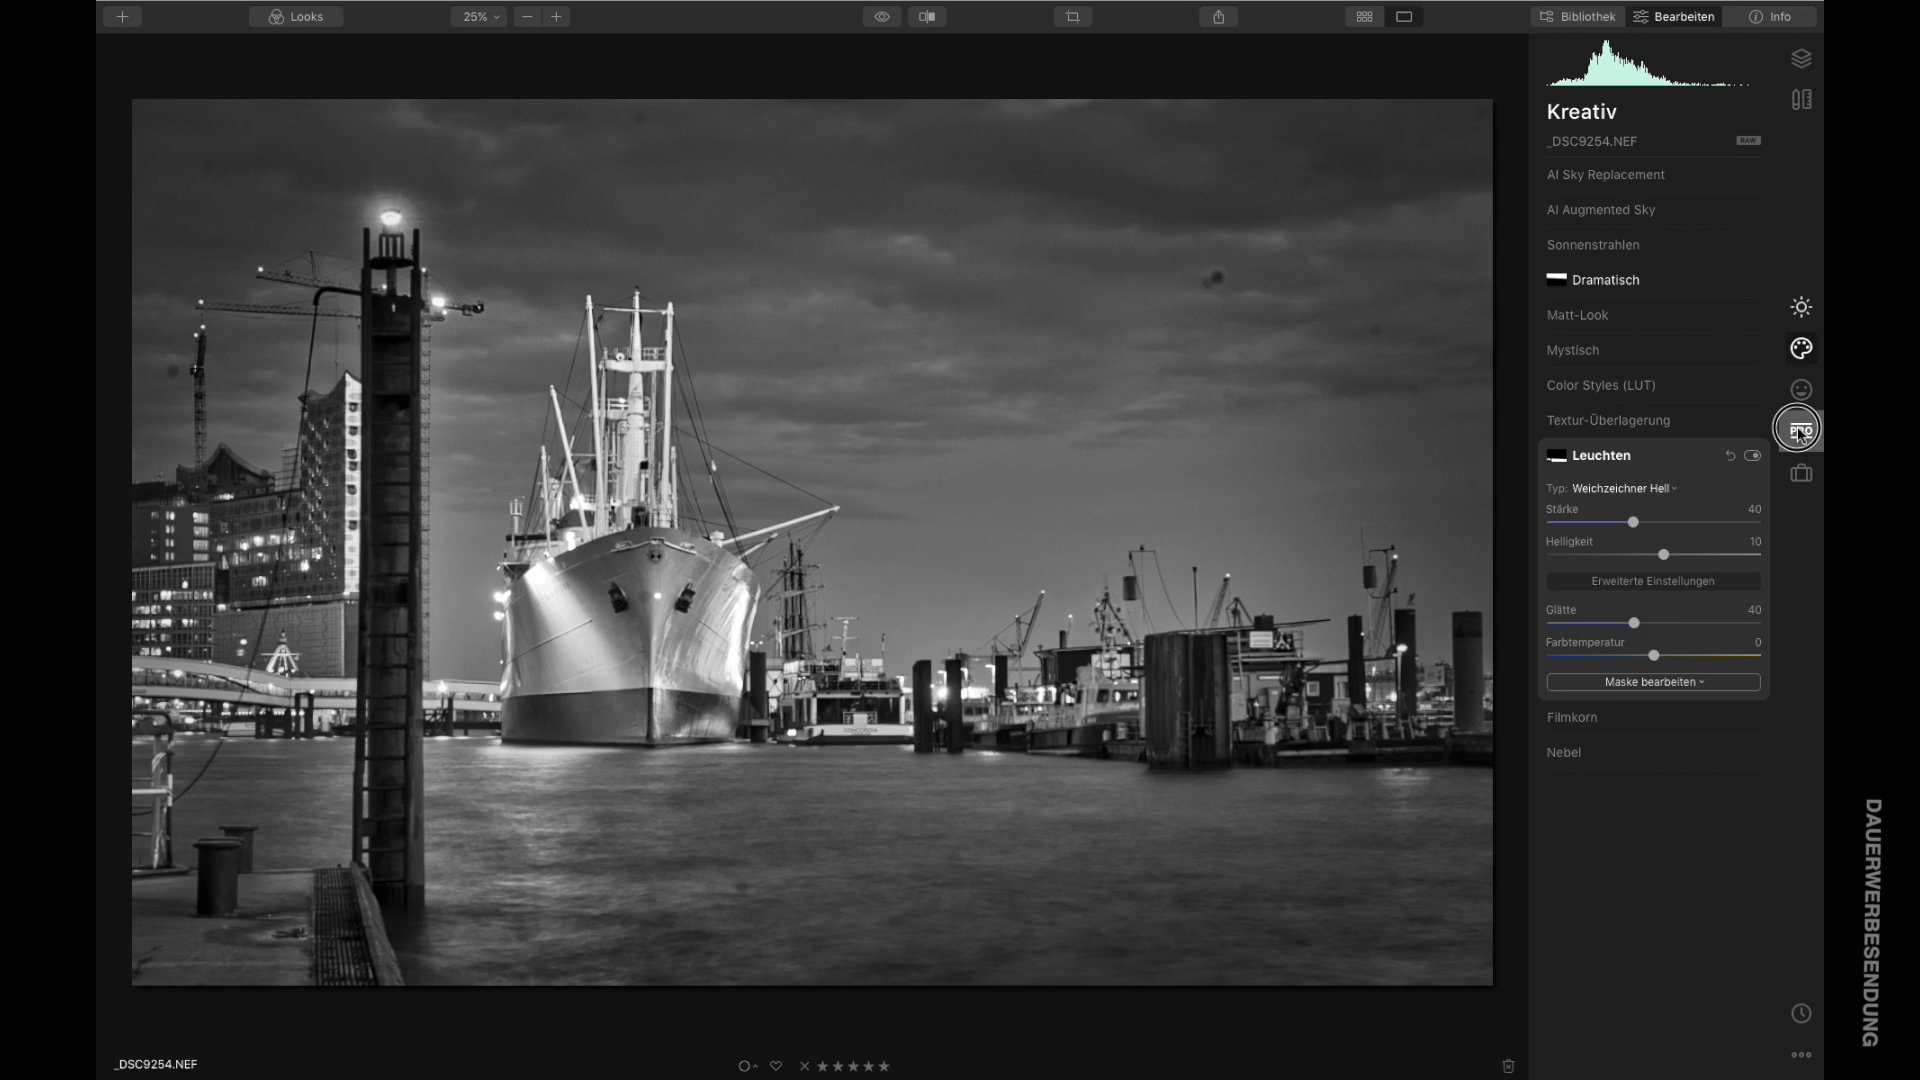 Looks
25%
Bibliothek
Bearbeiten
Info
Kreativ
_DSC9254.NEF
RAW
AI Sky Replacement
AI Augmented Sky
Sonnenstrahlen
Dramatisch
Matt-Look
Mystisch
Color Styles (LUT)
Textur-Überlagerung
PRO
Leuchten
Typ: Weichzeichner Hell
Stärke 40
Helligkeit 10
Erweiterte Einstellungen
Glätte 40
Farbtemperatur 0
Maske bearbeiten
Filmkorn
Nebel
DAUERWERBESENDUNG
_DSC9254.NEF